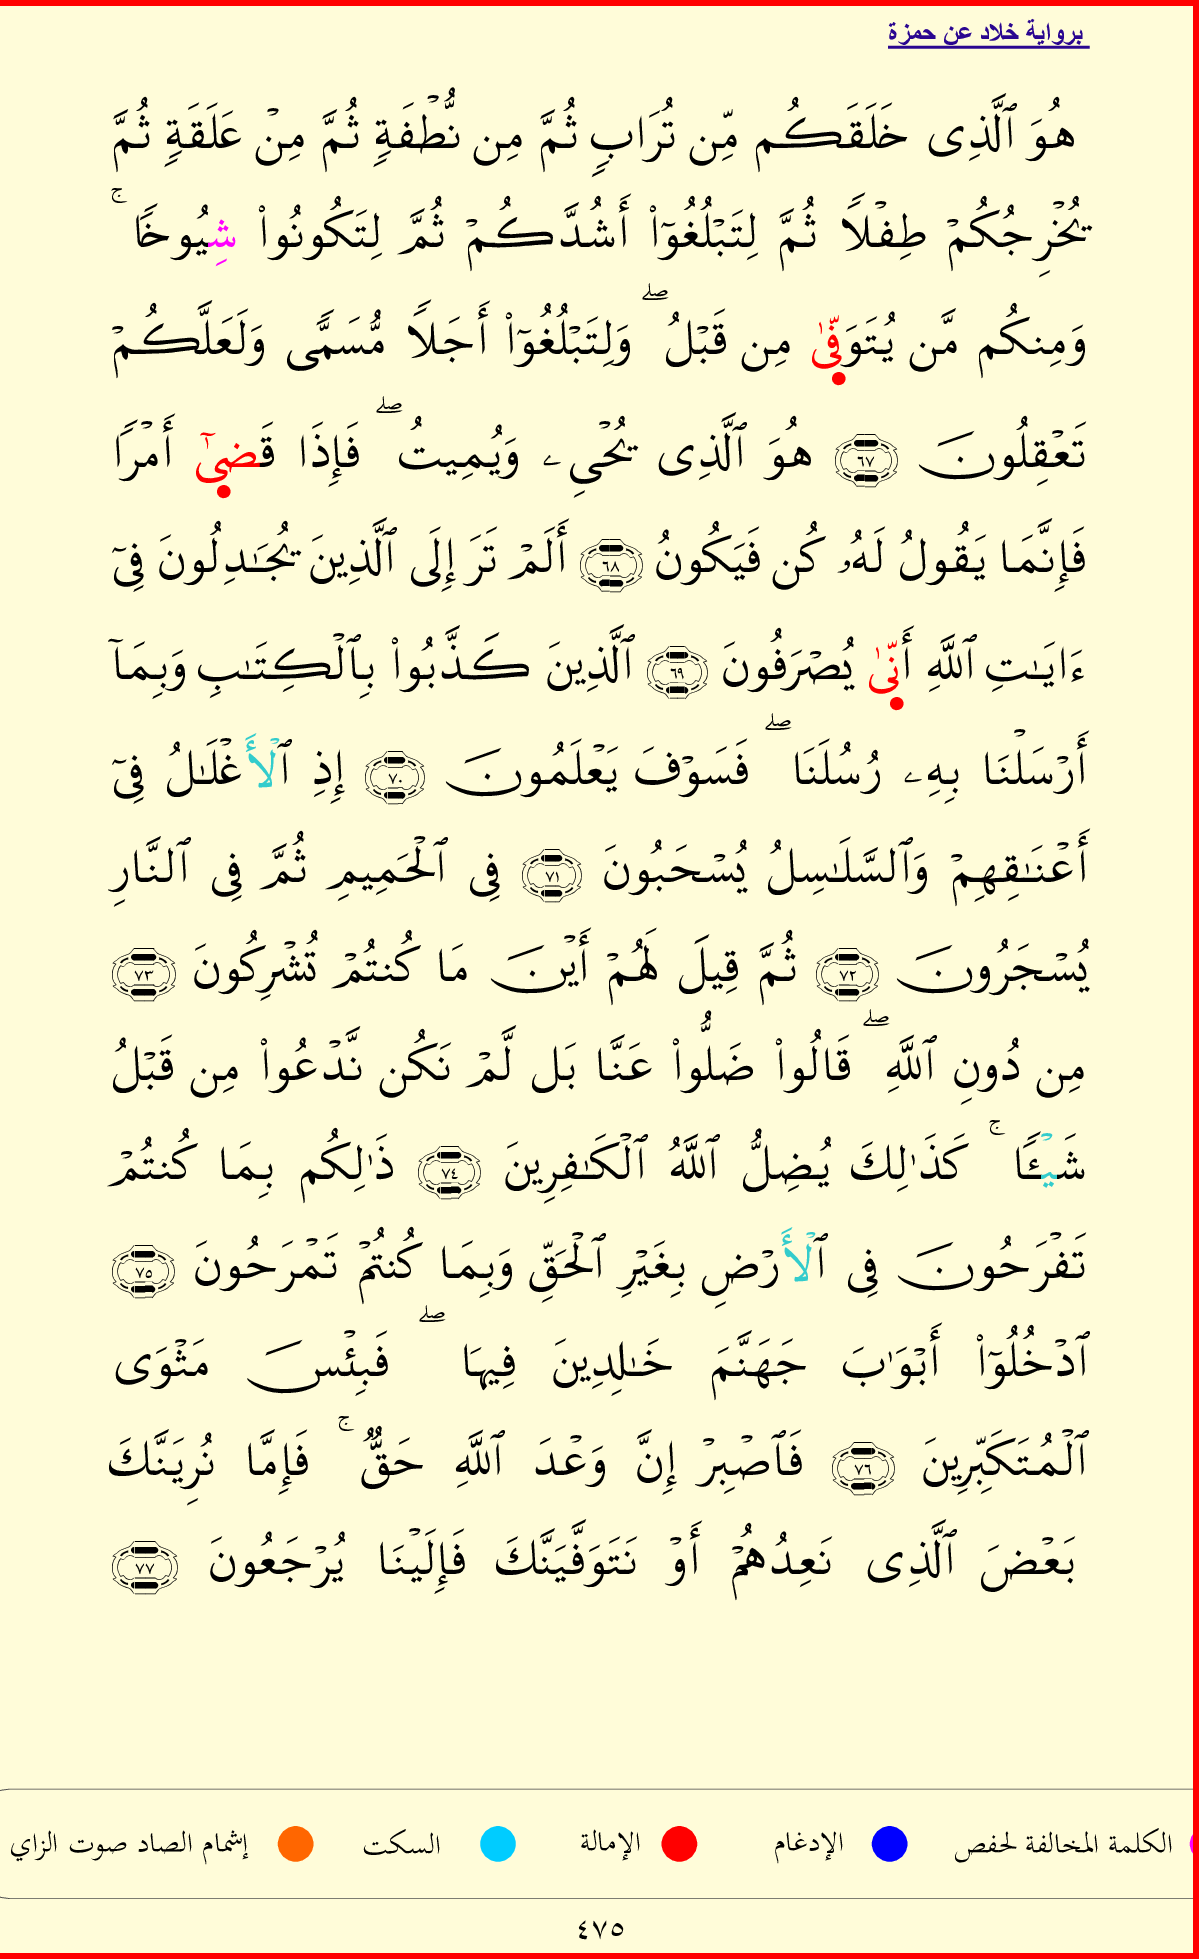 برواية خلاد عن حمزة
هُوَ ٱلَّذِى خَلَقَكُم مِّن تُرَابٍ ثُمَّ مِن نُّطْفَةٍ ثُمَّ مِنْ عَلَقَةٍ ثُمَّ
يُخْرِجُكُمْ طِفْلًا ثُمَّ لِتَبْلُغُوٓا۟ أَشُدَّكُمْ ثُمَّ لِتَكُونُوا۟ شِيُوخًا ۚ
وَمِنكُم مَّن يُتَوَفّىٰ مِن قَبْلُ ۖ وَلِتَبْلُغُوٓا۟ أَجَلًا مُّسَمًّى وَلَعَلَّكُمْ
تَعْقِلُونَ ٦٧ هُوَ ٱلَّذِى يُحْىِۦ وَيُمِيتُ ۖ فَإِذَا قَضىٰٓ أَمْرًا
فَإِنَّمَا يَقُولُ لَهُۥ كُن فَيَكُونُ ٦٨ أَلَمْ تَرَ إِلَى ٱلَّذِينَ يُجَـٰدِلُونَ فِىٓ
ءَايَـٰتِ ٱللَّهِ أَنّىٰ يُصْرَفُونَ ٦٩ ٱلَّذِينَ كَذَّبُوا۟ بِٱلْكِتَـٰبِ وَبِمَآ
أَرْسَلْنَا بِهِۦ رُسُلَنَا ۖ فَسَوْفَ يَعْلَمُونَ ٧٠ إِذِ ٱلْأَغْلَـٰلُ فِىٓ
أَعْنَـٰقِهِمْ وَٱلسَّلَـٰسِلُ يُسْحَبُونَ ٧١ فِى ٱلْحَمِيمِ ثُمَّ فِى ٱلنَّارِ
يُسْجَرُونَ ٧٢ ثُمَّ قِيلَ لَهُمْ أَيْنَ مَا كُنتُمْ تُشْرِكُونَ ٧٣
مِن دُونِ ٱللَّهِ ۖ قَالُوا۟ ضَلُّوا۟ عَنَّا بَل لَّمْ نَكُن نَّدْعُوا۟ مِن قَبْلُ
شَيْـًٔا ۚ كَذَٰلِكَ يُضِلُّ ٱللَّهُ ٱلْكَـٰفِرِينَ ٧٤ ذَٰلِكُم بِمَا كُنتُمْ
تَفْرَحُونَ فِى ٱلْأَرْضِ بِغَيْرِ ٱلْحَقِّ وَبِمَا كُنتُمْ تَمْرَحُونَ ٧٥
ٱدْخُلُوٓا۟ أَبْوَٰبَ جَهَنَّمَ خَـٰلِدِينَ فِيهَا ۖ فَبِئْسَ مَثْوَى
ٱلْمُتَكَبِّرِينَ ٧٦ فَٱصْبِرْ إِنَّ وَعْدَ ٱللَّهِ حَقٌّ ۚ فَإِمَّا نُرِيَنَّكَ
بَعْضَ ٱلَّذِى نَعِدُهُمْ أَوْ نَتَوَفَّيَنَّكَ فَإِلَيْنَا يُرْجَعُونَ ٧٧
الكلمة المخالفة لحفص الإدغام الإمالة السكت إشمام الصاد صوت الزاي
٤٧٥